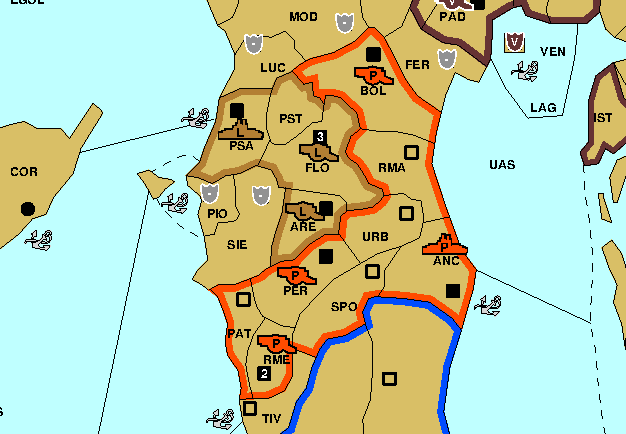 MOD
PAD
V
VEN
LUC
FER
P
BOL
LAG
IST
PST
PSA
L
3
L
FLO
RMA
UAS
COR
PIO
L
ARE
SIE
URB
P
ANC
P
PER
SPO
PAT
P
RME
2
TIV